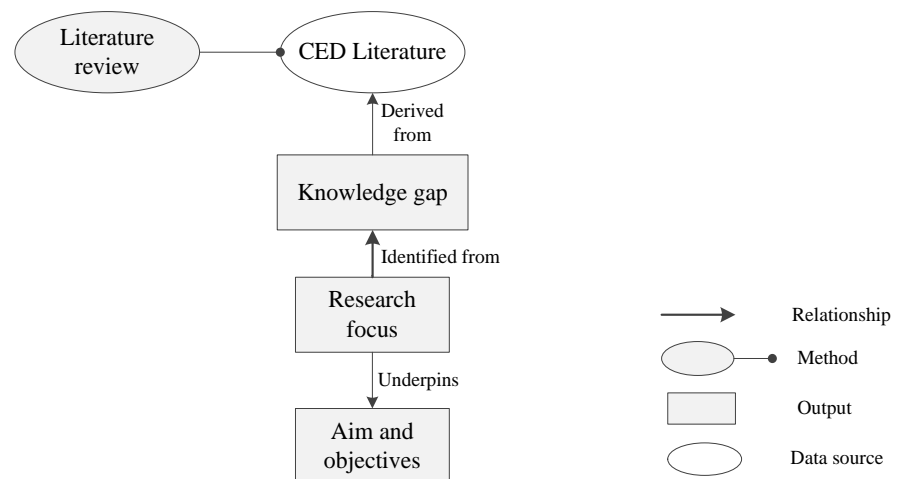 Literature
review
CED Literature
Derived
from
Knowledge gap
Identified from
Research
focus
Underpins
Aim and
objectives
Relationship
Method
Output
Data source